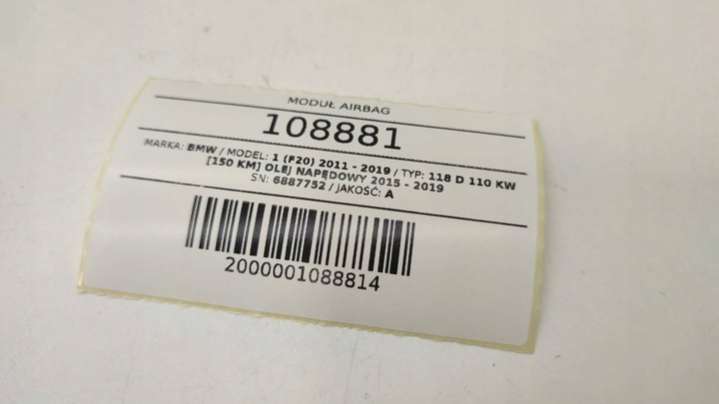 MODUŁ AIRBAG
108881
MARKA: BMW / MODEL: 1 (F20) 2011 - 2019 / TYP: 118 D 110 KW
[150 KM] OLEJ NAPĘDOWY 2015 - 2019
SN: 6887752 / JAKOŚĆ: A
2000001088814